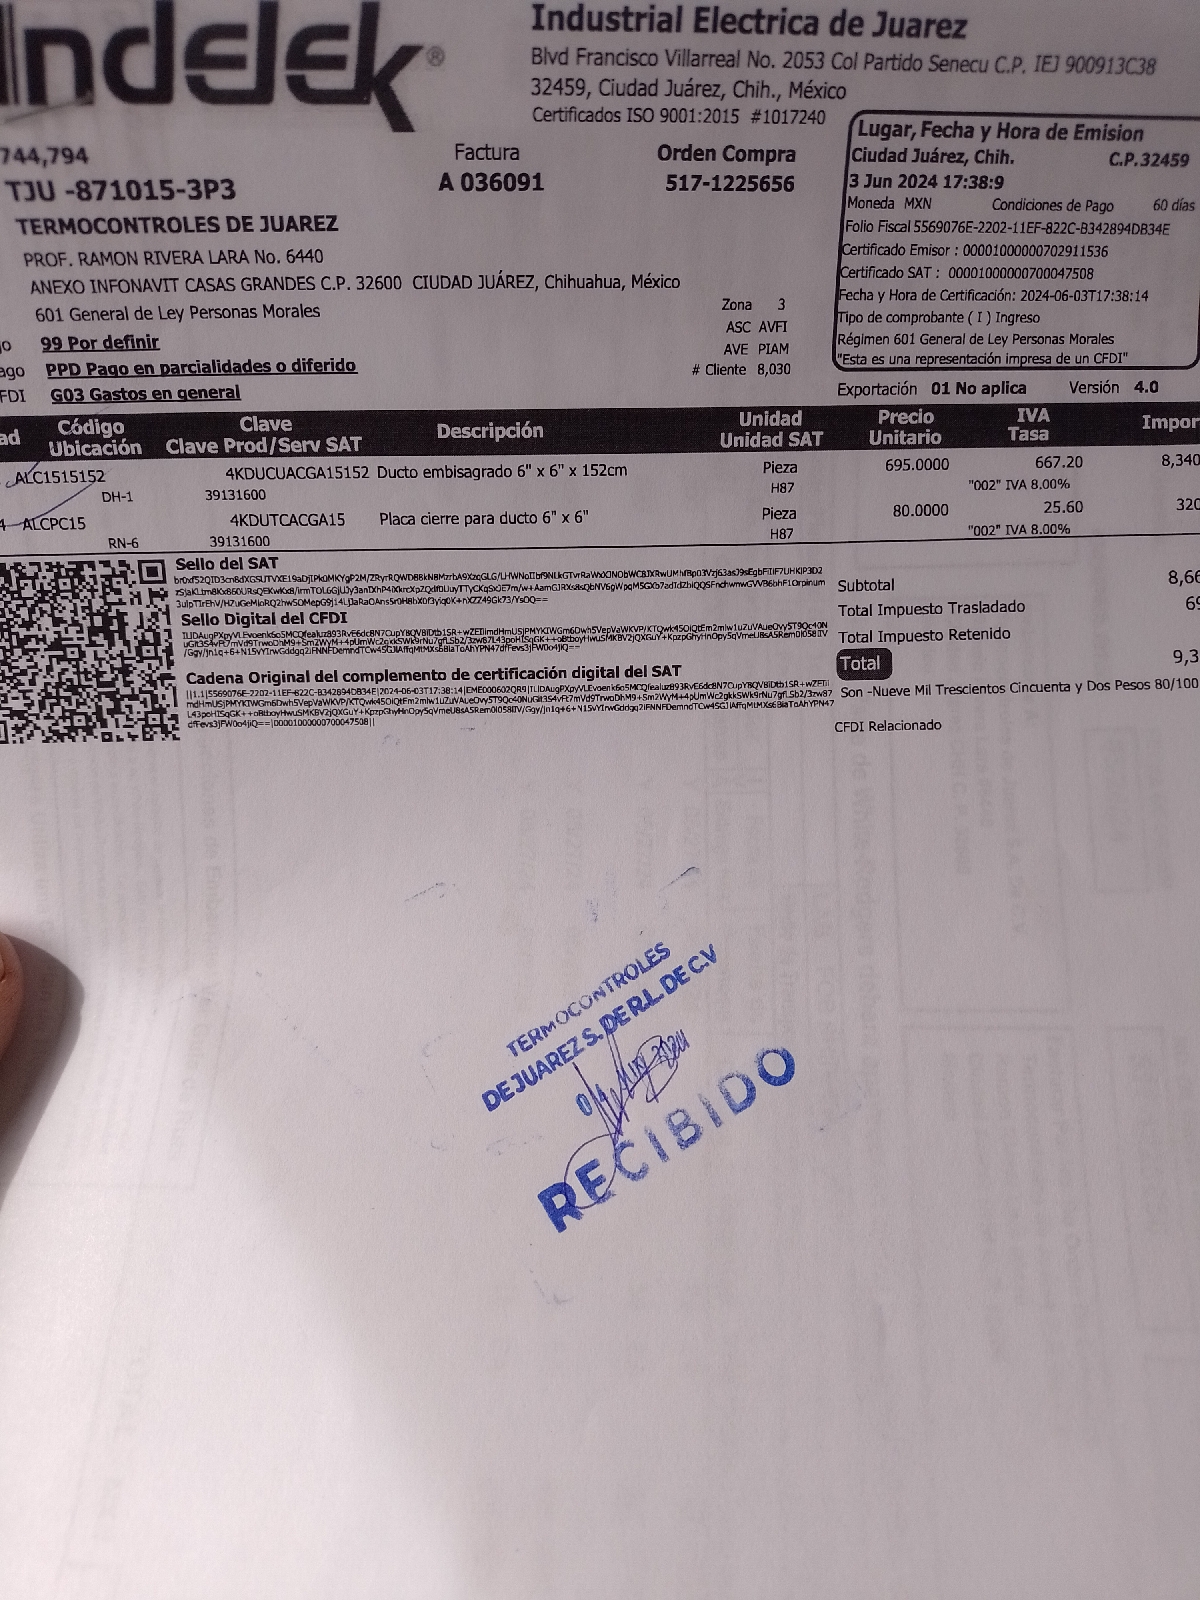 Indelek®
Industrial Electrica de Juarez
Blvd Francisco Villarreal No. 2053 Col Partido Senecu C.P. IEJ 900913C38
32459, Ciudad Juárez, Chih., México
Certificados ISO 9001:2015 #1017240
744,794
TJU -871015-3P3
Factura
A 036091
Orden Compra
517-1225656
Lugar, Fecha y Hora de Emision
Ciudad Juárez, Chih. C.P.32459
3 Jun 2024 17:38:9
Moneda MXN Condiciones de Pago 60 días
Folio Fiscal 5569076E-2202-11EF-822C-B342894DB34E
Certificado Emisor : 00001000000702911536
Certificado SAT : 00001000000700047508
Fecha y Hora de Certificación: 2024-06-03T17:38:14
Tipo de comprobante ( I ) Ingreso
Régimen 601 General de Ley Personas Morales
"Esta es una representación impresa de un CFDI"
TERMOCONTROLES DE JUAREZ
PROF. RAMON RIVERA LARA No. 6440
ANEXO INFONAVIT CASAS GRANDES C.P. 32600 CIUDAD JUÁREZ, Chihuahua, México
601 General de Ley Personas Morales
Zona 3
ASC AVFI
AVE PIAM
# Cliente 8,030
o 99 Por definir
ago PPD Pago en parcialidades o diferido
FDI G03 Gastos en general
Exportación 01 No aplica Versión 4.0
ad Código Ubicación Clave Clave Prod/Serv SAT Descripción Unidad Unidad SAT Precio Unitario IVA Tasa Impor
ALC1515152 4KDUCUACGA15152 Ducto embisagrado 6" x 6" x 152cm Pieza 695.0000 667.20 8,340
DH-1 39131600 H87 "002" IVA 8.00%
4 ALCPC15 4KDUTCACGA15 Placa cierre para ducto 6" x 6" Pieza 80.0000 25.60 320
RN-6 39131600 H87 "002" IVA 8.00%
Sello del SAT
Sello Digital del CFDI
Cadena Original del complemento de certificación digital del SAT
Subtotal 8,66
Total Impuesto Trasladado 69
Total Impuesto Retenido
Total 9,3
Son -Nueve Mil Trescientos Cincuenta y Dos Pesos 80/100
CFDI Relacionado
TERMOCONTROLES
DE JUAREZ S. DE R.L. DE C.V
RECIBIDO